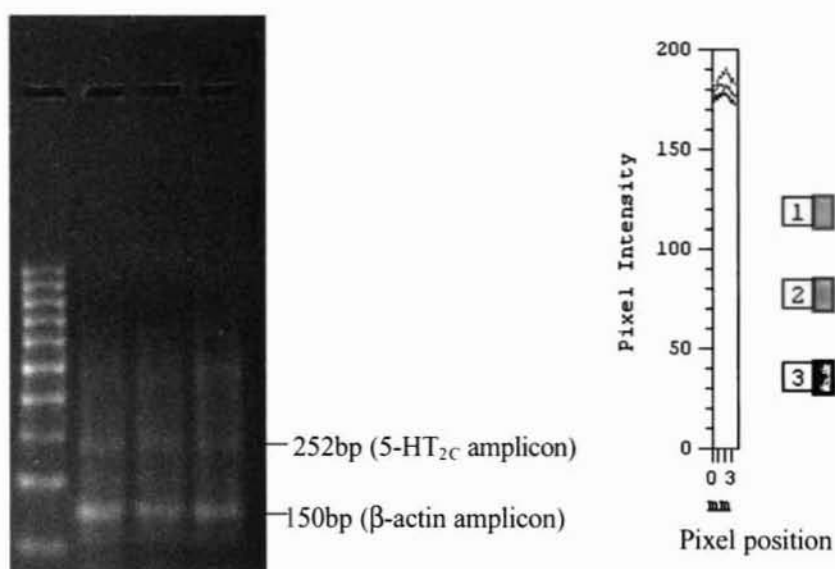 252bp (5-HT₂C amplicon)
150bp (β-actin amplicon)
200
150
100
50
0
Pixel Intensity
0 3
mm
Pixel position
1
2
3